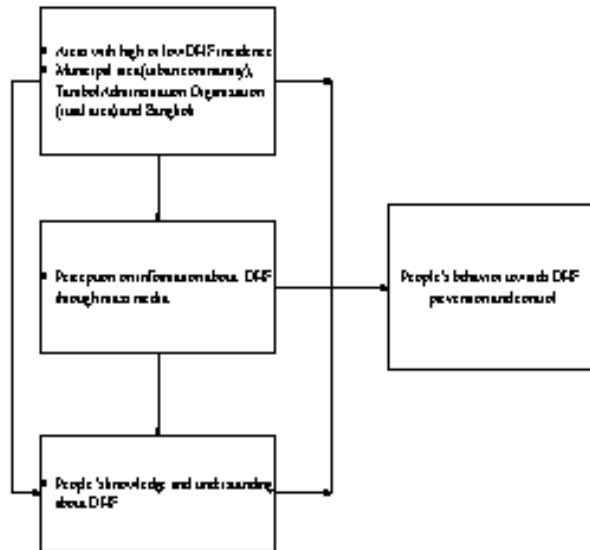 • Areas with high or low DHF incidence
• Municipal area (urban community),
Tambol Administration Organization
(rural area) and Bangkok
• Perception on information about DHF
through mass media
People's behavior towards DHF
prevention and control
• People's knowledge and understanding
about DHF